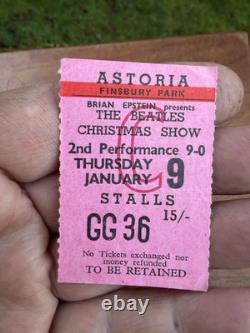 ASTORIA
FINSBURY PARK
BRIAN EPSTEIN presents
THE BEATLES
CHRISTMAS SHOW
C
2nd Performance 9-0
THURSDAY
JANUARY 9
STALLS
15/-
GG 36
No Tickets exchanged nor
money refunded
TO BE RETAINED